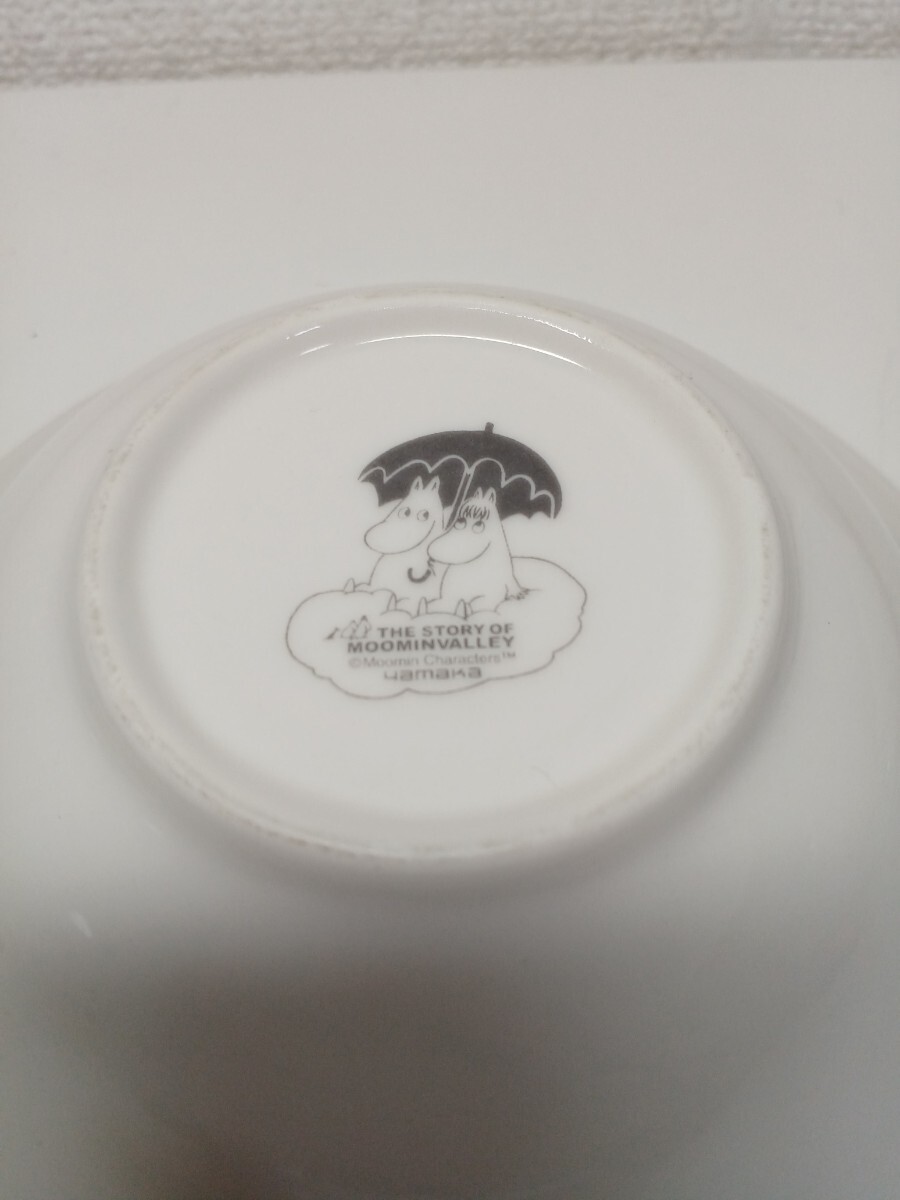 THE STORY OF
MOOMINVALLEY
©Moomin Characters™
yamaka